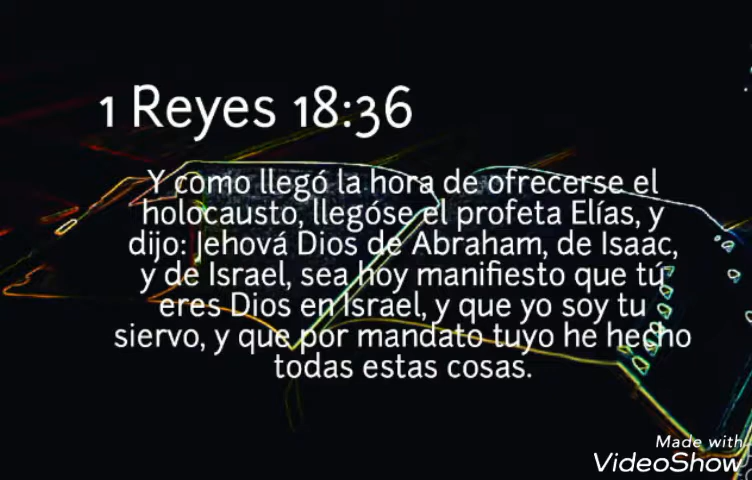 1 Reyes 18:36
Y como llegó la hora de ofrecerse el
holocausto, llegóse el profeta Elías, y
dijo: Jehová Dios de Abraham, de Isaac,
y de Israel, sea hoy manifiesto que tú
eres Dios en Israel, y que yo soy tu
siervo, y que por mandato tuyo he hecho
todas estas cosas.
Made with
VideoShow